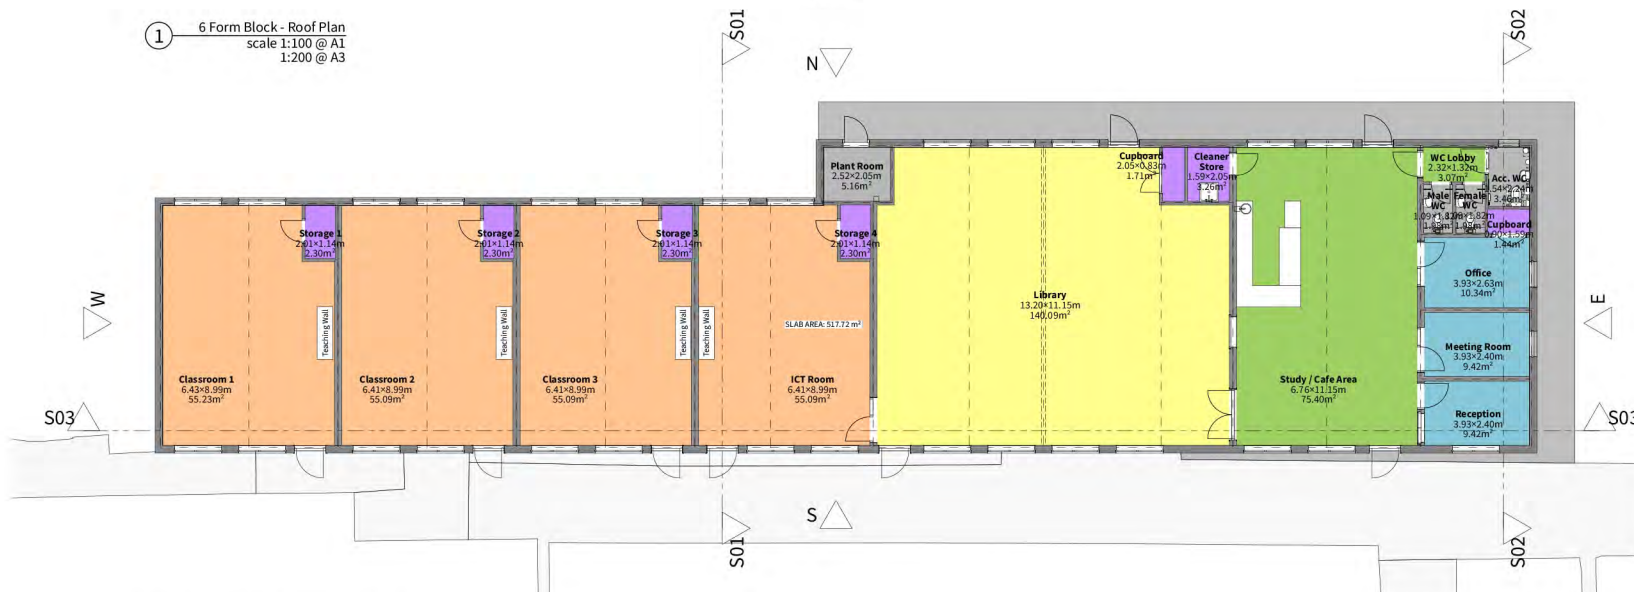 1
6 Form Block - Roof Plan
scale 1:100 @ A1
1:200 @ A3
S01
S02
N
Plant Room
2.52×2.05m
5.16m²
Cupboard
2.05×0.83m
1.71m²
Cleaner
Store
1.59×2.05m
3.26m²
WC Lobby
2.32×1.32m
3.07m²
Acc. WC
3.46m²
Male
WC
Female
WC
Cupboard
1.44m²
Storage 1
2.01×1.14m
2.30m²
Storage 2
2.01×1.14m
2.30m²
Storage 3
2.01×1.14m
2.30m²
Storage 4
2.01×1.14m
2.30m²
Office
3.93×2.63m
10.34m²
W
E
Library
13.20×11.15m
140.09m²
SLAB AREA: 517.72 m²
Teaching Wall
Teaching Wall
Teaching Wall
Teaching Wall
Meeting Room
3.93×2.40m
9.42m²
Classroom 1
6.43×8.99m
55.23m²
Classroom 2
6.41×8.99m
55.09m²
Classroom 3
6.41×8.99m
55.09m²
ICT Room
6.41×8.99m
55.09m²
Study / Cafe Area
6.76×11.15m
75.40m²
Reception
3.93×2.40m
9.42m²
S03
S03
S
S01
S02